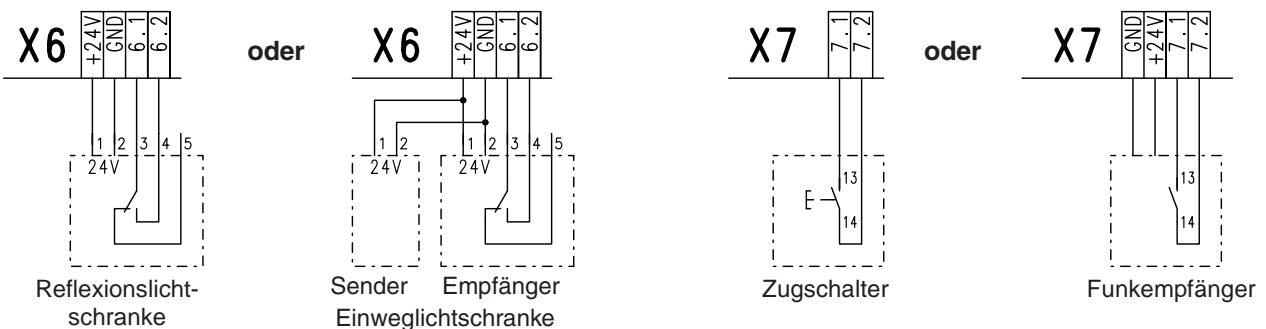 X6 +24V GND 6.1 6.2
oder
X6 +24V GND 6.1 6.2
1 2 3 4 5
24V
Reflexionslicht-
schranke
1 2
24V
1 2 3 4 5
24V
Sender Empfänger
Einweglichtschranke
X7 7.1 7.2
oder
X7 GND +24V 7.1 7.2
13
14
Zugschalter
13
14
Funkempfänger